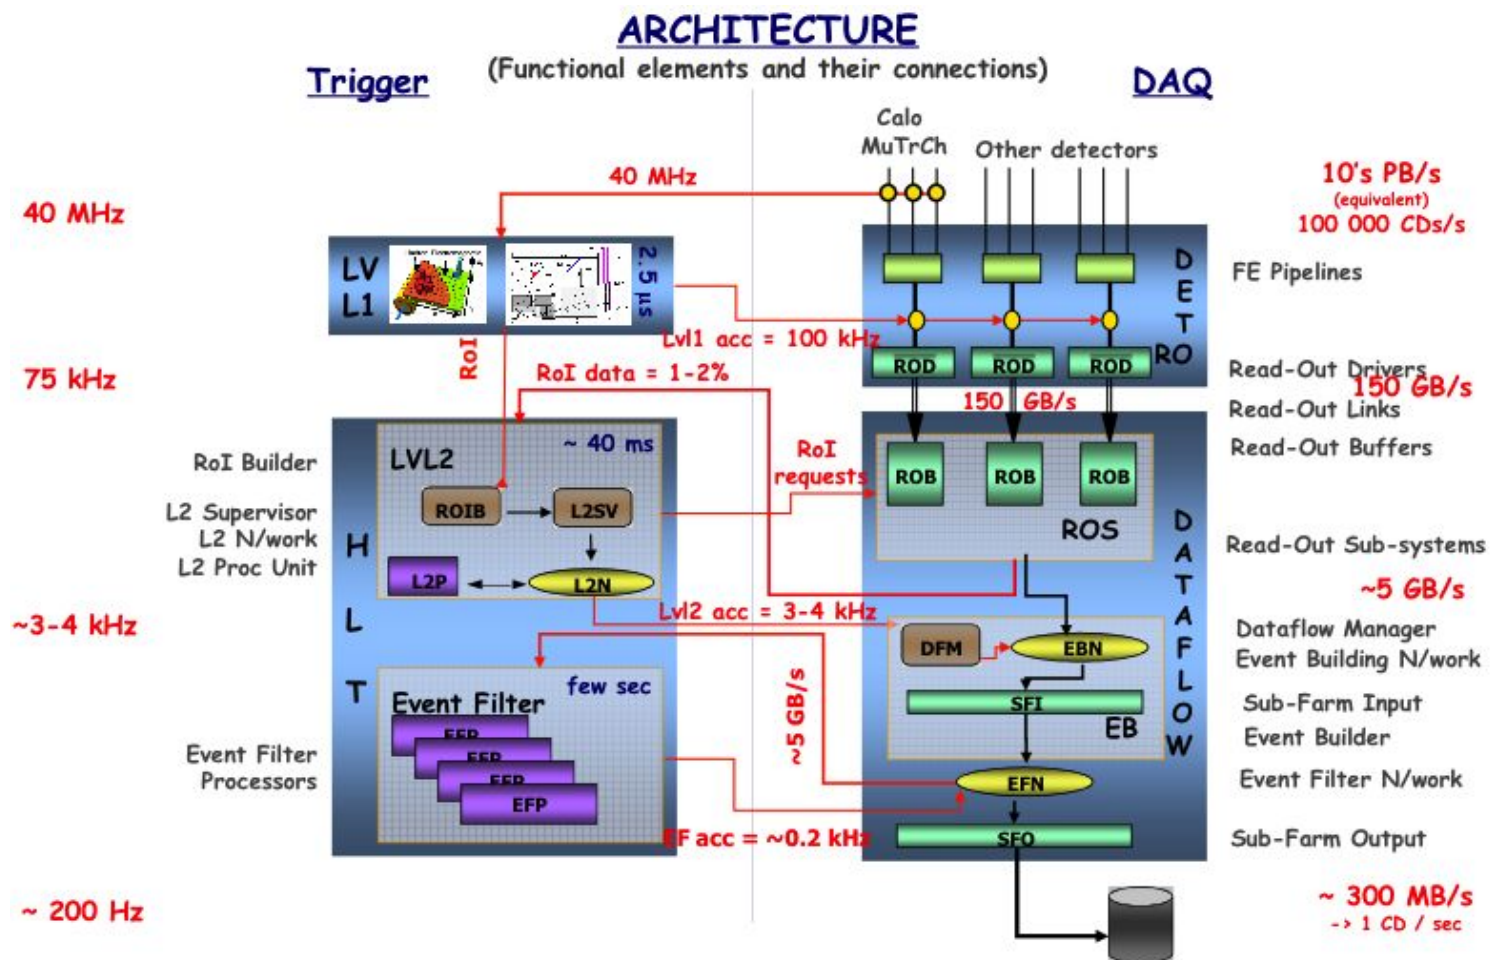 ARCHITECTURE
(Functional elements and their connections)
Trigger
DAQ
Calo
MuTrCh
Other detectors
40 MHz
40 MHz
10's PB/s
(equivalent)
100 000 CDs/s
LV
L1
2.5 μs
DET
RO
FE Pipelines
Lvl1 acc = 100 kHz
RoI
ROD
ROD
ROD
Read-Out Drivers
75 kHz
RoI data = 1-2%
150 GB/s
150 GB/s
Read-Out Links
LVL2
~ 40 ms
RoI
requests
ROB
ROB
ROB
Read-Out Buffers
RoI Builder
ROIB
L2SV
L2 Supervisor
L2 N/work
L2 Proc Unit
HLT
ROS
DATAFLOW
Read-Out Sub-systems
L2P
L2N
~5 GB/s
~3-4 kHz
Lvl2 acc = 3-4 kHz
DFM
EBN
Dataflow Manager
Event Building N/work
few sec
Event Filter
~5 GB/s
SFI
EB
Sub-Farm Input
Event Builder
EFP
EFP
EFP
EFP
Event Filter
Processors
EFN
Event Filter N/work
EF acc = ~0.2 kHz
SFO
Sub-Farm Output
~ 200 Hz
~ 300 MB/s
-> 1 CD / sec